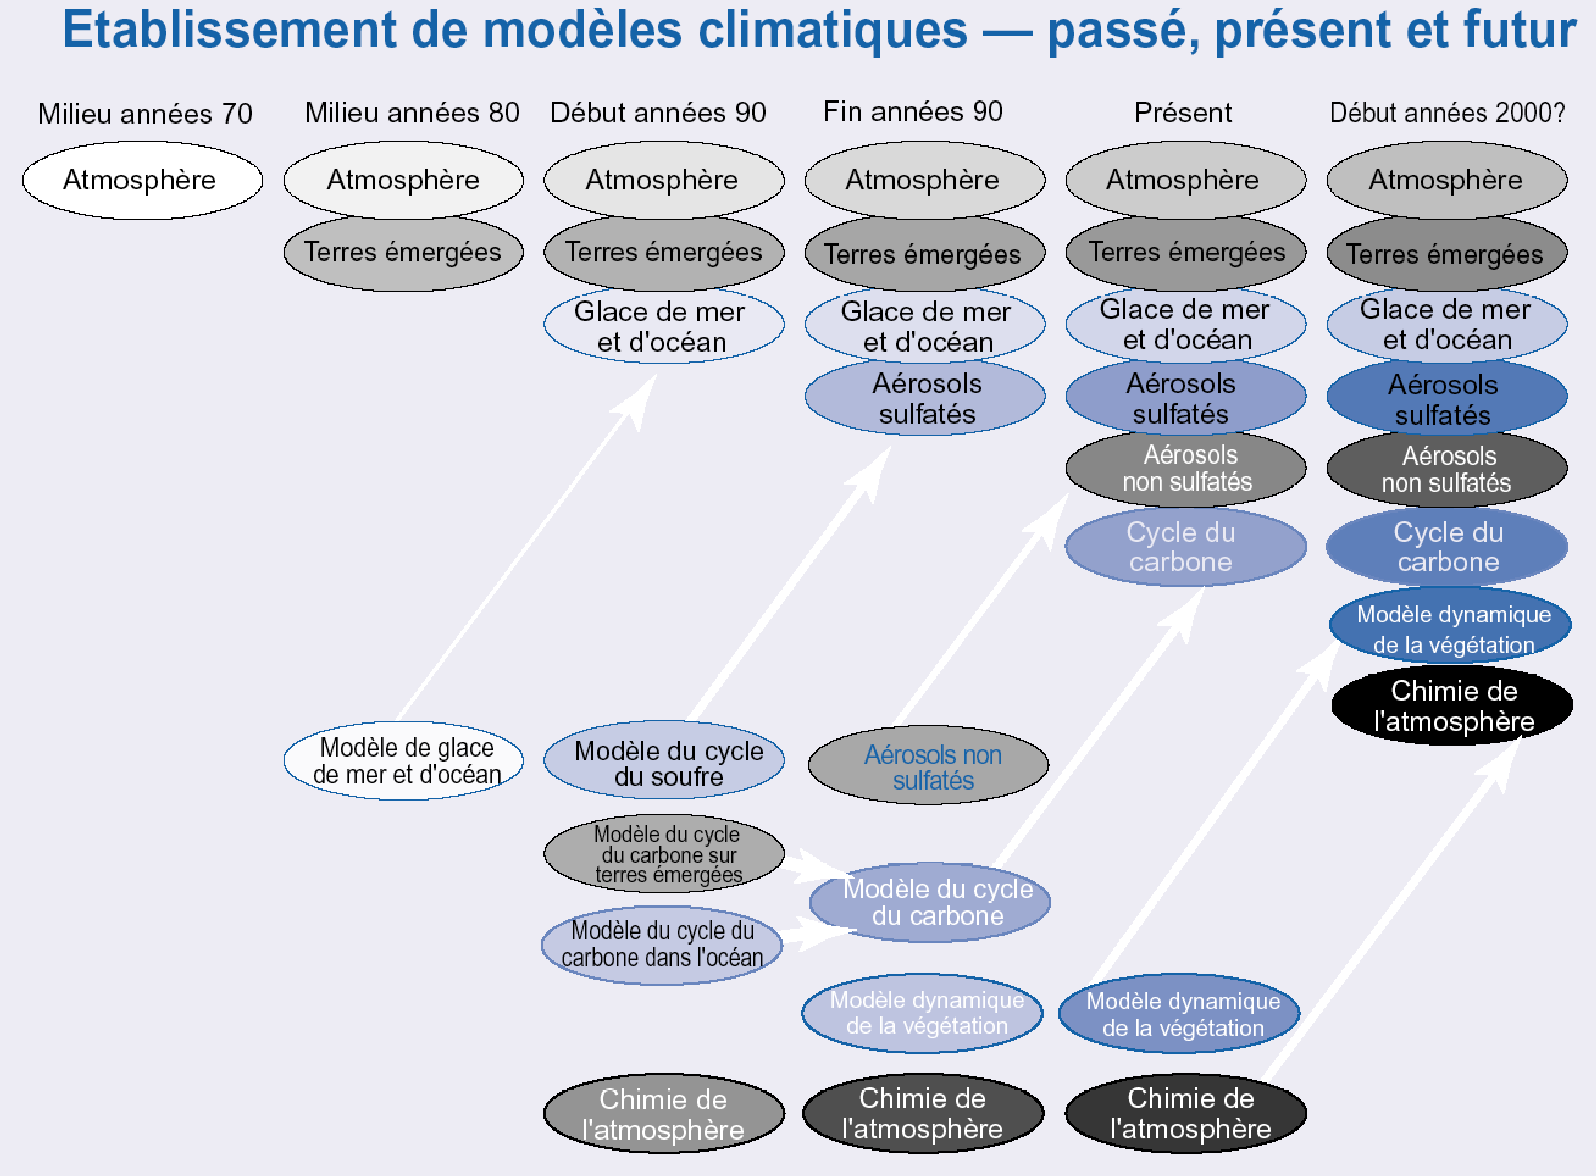 Etablissement de modèles climatiques — passé, présent et futur
Milieu années 70
Milieu années 80
Début années 90
Fin années 90
Présent
Début années 2000?
Atmosphère
Atmosphère
Atmosphère
Atmosphère
Atmosphère
Atmosphère
Terres émergées
Terres émergées
Terres émergées
Terres émergées
Terres émergées
Glace de mer
et d'océan
Glace de mer
et d'océan
Glace de mer
et d'océan
Glace de mer
et d'océan
Aérosols
sulfatés
Aérosols
sulfatés
Aérosols
sulfatés
Aérosols
non sulfatés
Aérosols
non sulfatés
Cycle du
carbone
Cycle du
carbone
Modèle dynamique
de la végétation
Chimie de
l'atmosphère
Modèle de glace
de mer et d'océan
Modèle du cycle
du soufre
Aérosols non
sulfatés
Modèle du cycle
du carbone sur
terres émergées
Modèle du cycle
du carbone
Modèle du cycle du
carbone dans l'océan
Modèle dynamique
de la végétation
Modèle dynamique
de la végétation
Chimie de
l'atmosphère
Chimie de
l'atmosphère
Chimie de
l'atmosphère